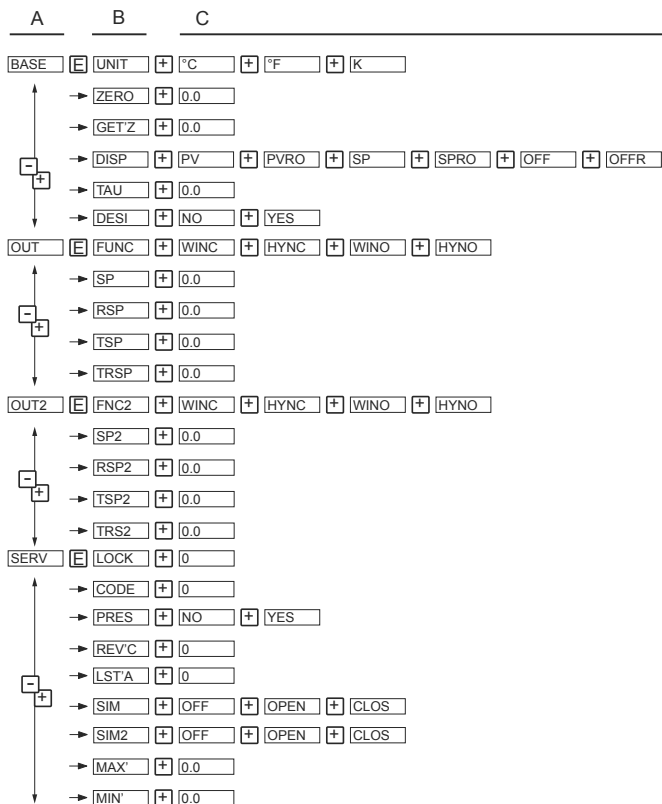 A B C
BASE E UNIT + °C + °F + K
ZERO + 0.0
GET'Z + 0.0
DISP + PV + PVRO + SP + SPRO + OFF + OFFR
- +
TAU + 0.0
DESI + NO + YES
OUT E FUNC + WINC + HYNC + WINO + HYNO
SP + 0.0
RSP + 0.0
- +
TSP + 0.0
TRSP + 0.0
OUT2 E FNC2 + WINC + HYNC + WINO + HYNO
SP2 + 0.0
RSP2 + 0.0
- +
TSP2 + 0.0
TRS2 + 0.0
SERV E LOCK + 0
CODE + 0
PRES + NO + YES
REV'C + 0
LST'A + 0
- +
SIM + OFF + OPEN + CLOS
SIM2 + OFF + OPEN + CLOS
MAX' + 0.0
MIN' + 0.0